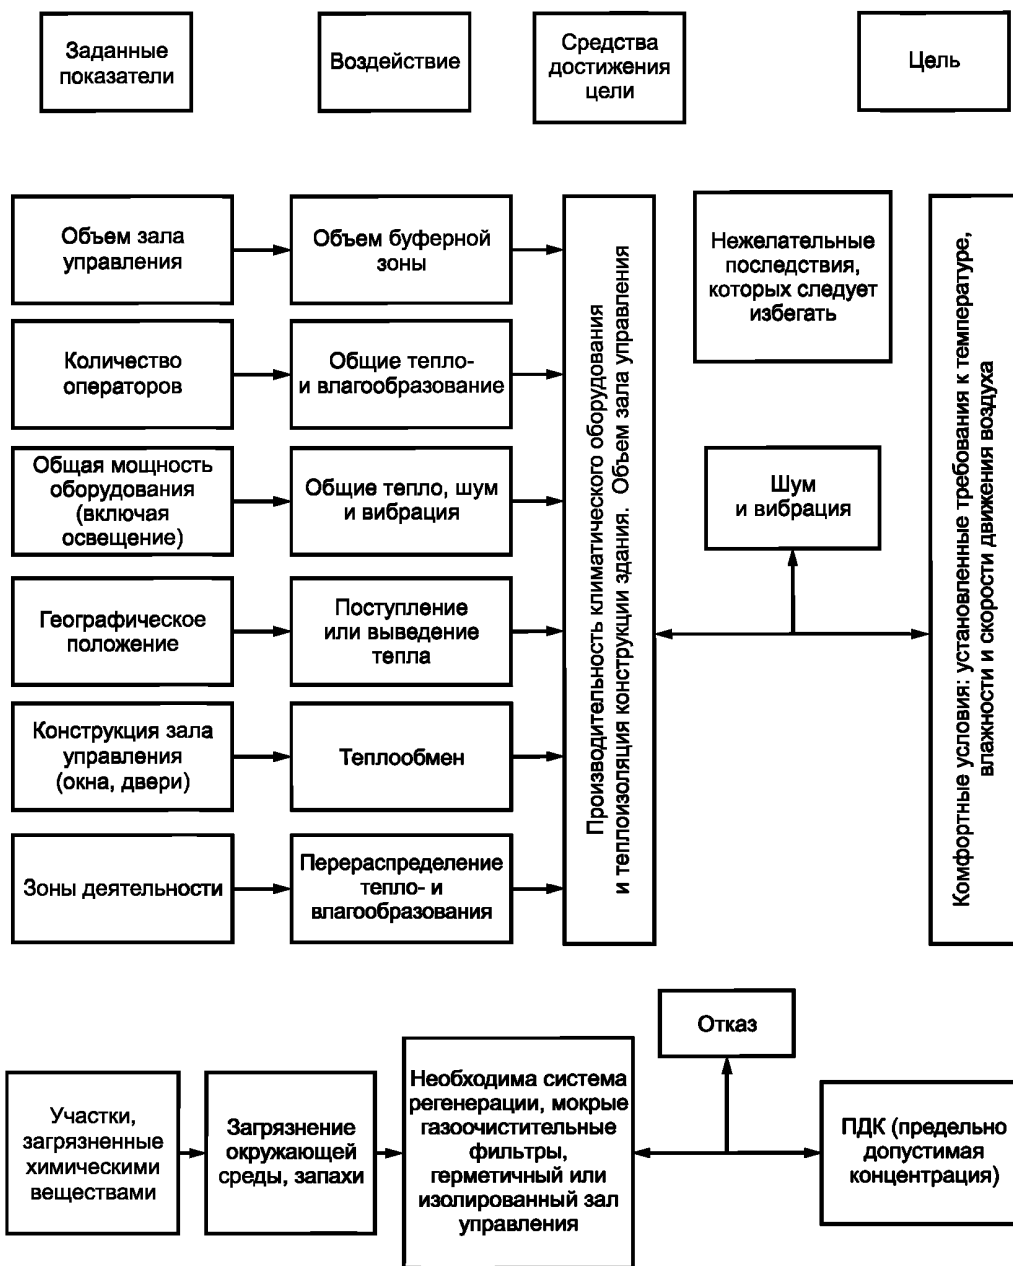 Заданные
показатели
Воздействие
Средства
достижения
цели
Цель
Объем зала
управления
Объем буферной
зоны
Количество
операторов
Общие тепло-
и влагообразование
Общая мощность
оборудования
(включая
освещение)
Общие тепло, шум
и вибрация
Географическое
положение
Поступление
или выведение
тепла
Конструкция зала
управления
(окна, двери)
Теплообмен
Зоны деятельности
Перераспределение
тепло- и
влагообразования
Производительность климатического оборудования
и теплоизоляция конструкции здания. Объем зала управления
Нежелательные
последствия,
которых следует
избегать
Шум
и вибрация
Комфортные условия: установленные требования к температуре,
влажности и скорости движения воздуха
Участки,
загрязненные
химическими
веществами
Загрязнение
окружающей
среды, запахи
Необходима система
регенерации, мокрые
газоочистительные
фильтры,
герметичный или
изолированный зал
управления
Отказ
ПДК (предельно
допустимая
концентрация)